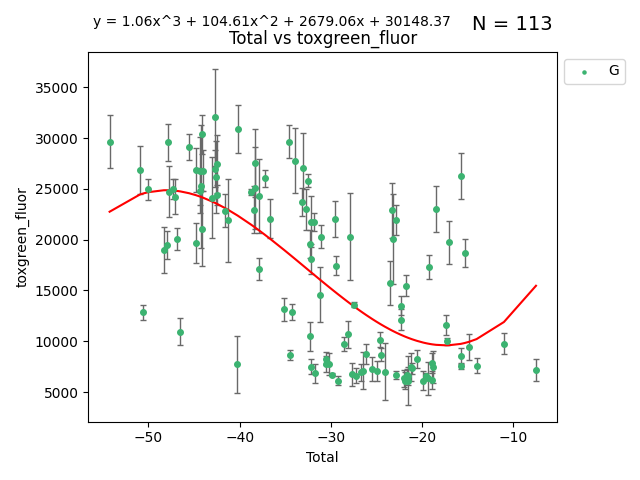 y = 1.06x^3 + 104.61x^2 + 2679.06x + 30148.37
N = 113
Total vs toxgreen_fluor
G
35000
30000
25000
20000
15000
10000
5000
toxgreen_fluor
−50
−40
−30
−20
−10
Total